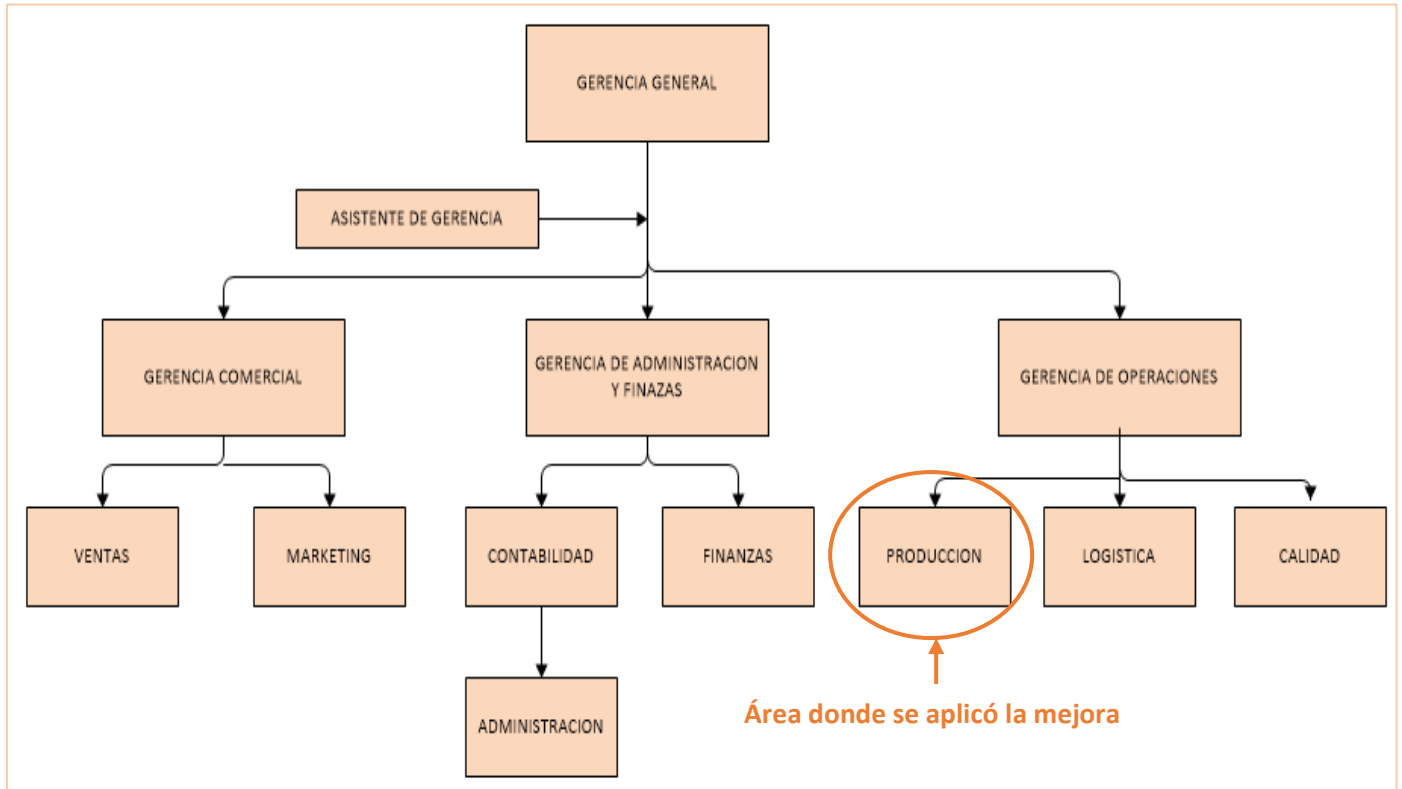 GERENCIA GENERAL
ASISTENTE DE GERENCIA
GERENCIA COMERCIAL
GERENCIA DE ADMINISTRACION
Y FINAZAS
GERENCIA DE OPERACIONES
VENTAS
MARKETING
CONTABILIDAD
FINANZAS
PRODUCCION
LOGISTICA
CALIDAD
ADMINISTRACION
Área donde se aplicó la mejora